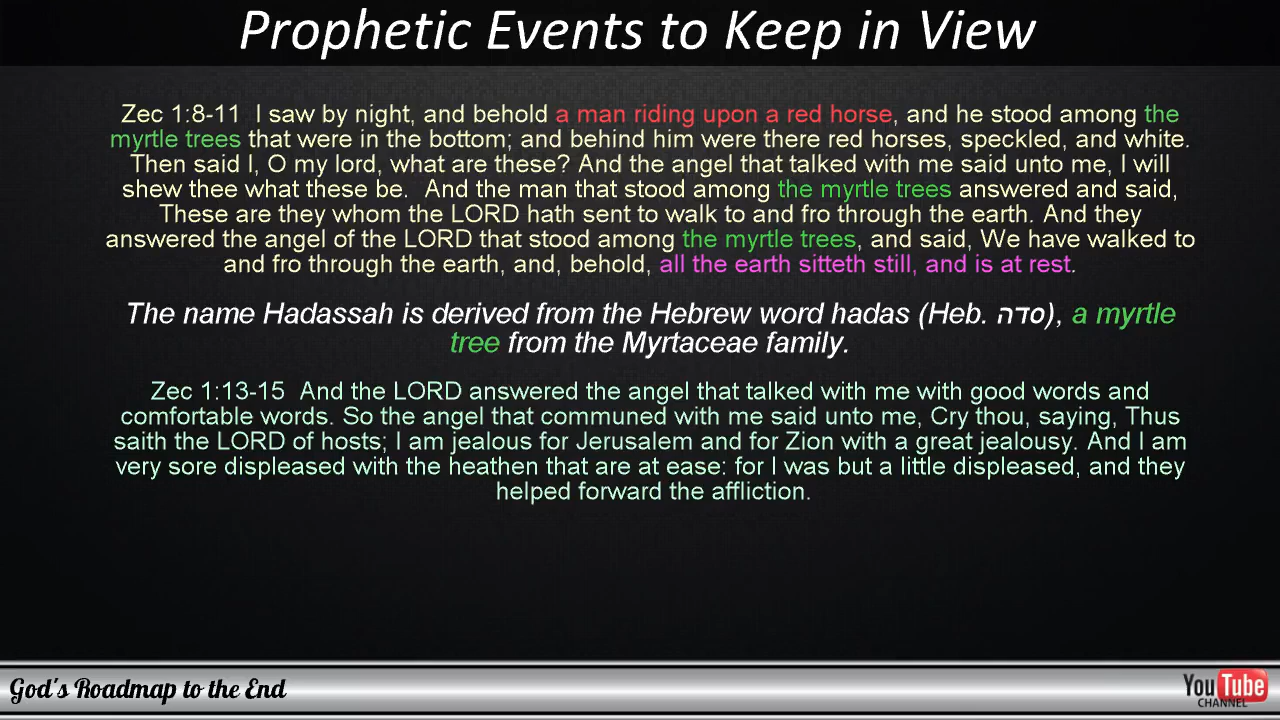 Prophetic Events to Keep in View
Zec 1:8-11 I saw by night, and behold a man riding upon a red horse, and he stood among the
myrtle trees that were in the bottom; and behind him were there red horses, speckled, and white.
Then said I, O my lord, what are these? And the angel that talked with me said unto me, I will
shew thee what these be. And the man that stood among the myrtle trees answered and said,
These are they whom the LORD hath sent to walk to and fro through the earth. And they
answered the angel of the LORD that stood among the myrtle trees, and said, We have walked to
and fro through the earth, and, behold, all the earth sitteth still, and is at rest.
The name Hadassah is derived from the Hebrew word hadas (Heb. סדה), a myrtle
tree from the Myrtaceae family.
Zec 1:13-15 And the LORD answered the angel that talked with me with good words and
comfortable words. So the angel that communed with me said unto me, Cry thou, saying, Thus
saith the LORD of hosts; I am jealous for Jerusalem and for Zion with a great jealousy. And I am
very sore displeased with the heathen that are at ease: for I was but a little displeased, and they
helped forward the affliction.
God's Roadmap to the End
YouTube
CHANNEL